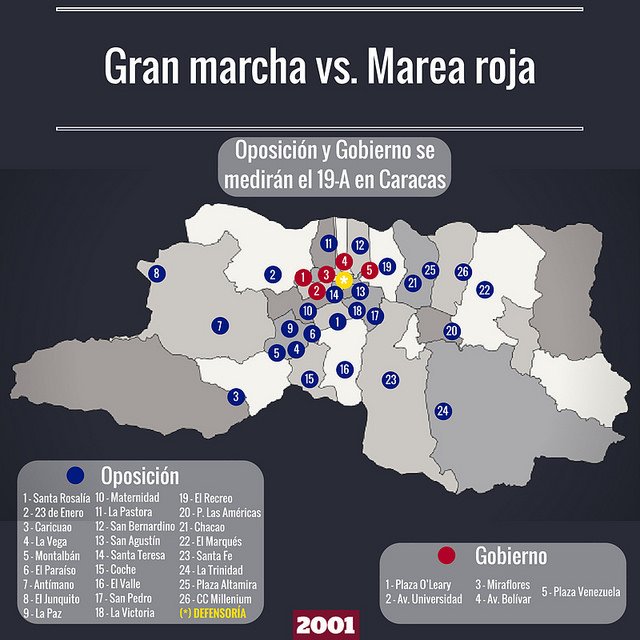 Gran marcha vs. Marea roja
Oposición y Gobierno se
medirán el 19-A en Caracas
11
12
4
8
2
1
3
5
19
25
26
*
21
22
2
14
13
10
18
17
7
9
6
1
20
5
4
16
15
23
3
24
Oposición
1 - Santa Rosalía
2 - 23 de Enero
3 - Caricuao
4 - La Vega
5 - Montalbán
6 - El Paraíso
7 - Antímano
8 - El Junquito
9 - La Paz
10 - Maternidad
11 - La Pastora
12 - San Bernardino
13 - San Agustín
14 - Santa Teresa
15 - Coche
16 - El Valle
17 - San Pedro
18 - La Victoria
19 - El Recreo
20 - P. Las Américas
21 - Chacao
22 - El Marqués
23 - Santa Fe
24 - La Trinidad
25 - Plaza Altamira
26 - CC Millenium
(*) DEFENSORÍA
Gobierno
1 - Plaza O'Leary
2 - Av. Universidad
3 - Miraflores
4 - Av. Bolívar
5 - Plaza Venezuela
2001